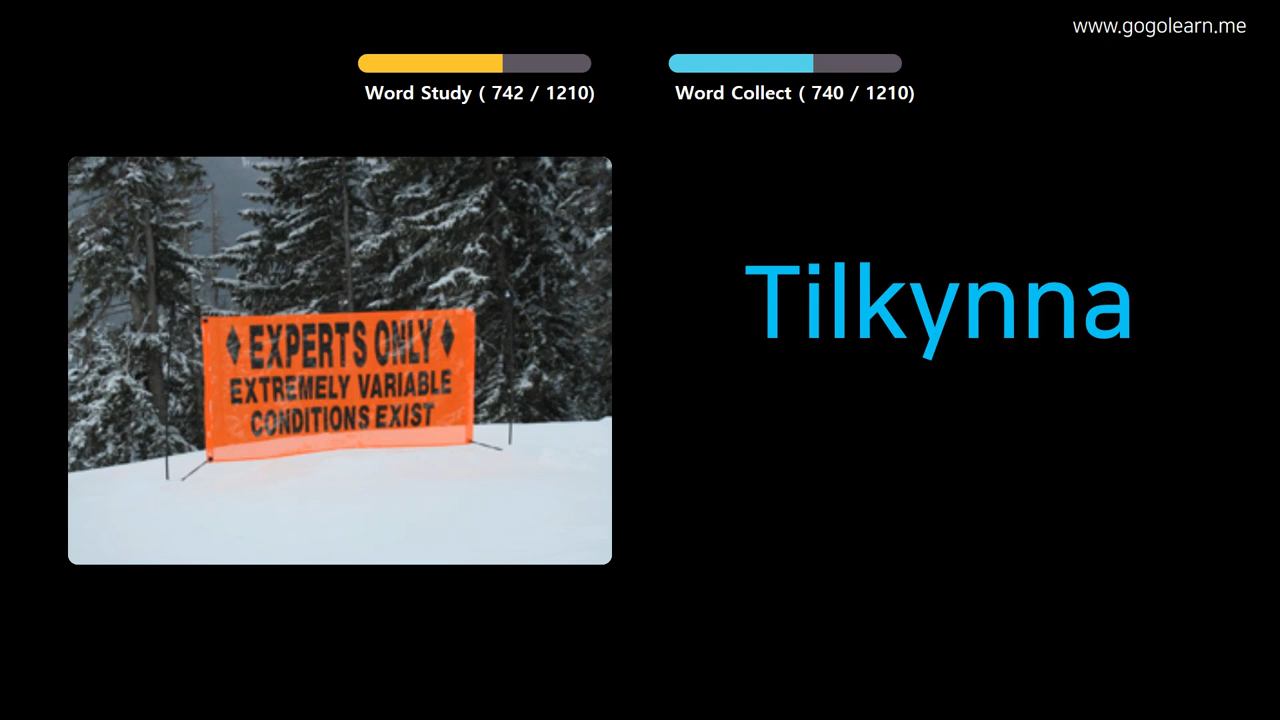 www.gogolearn.me
Word Study ( 742 / 1210)
Word Collect ( 740 / 1210)
EXPERTS ONLY
EXTREMELY VARIABLE
CONDITIONS EXIST
Tilkynna